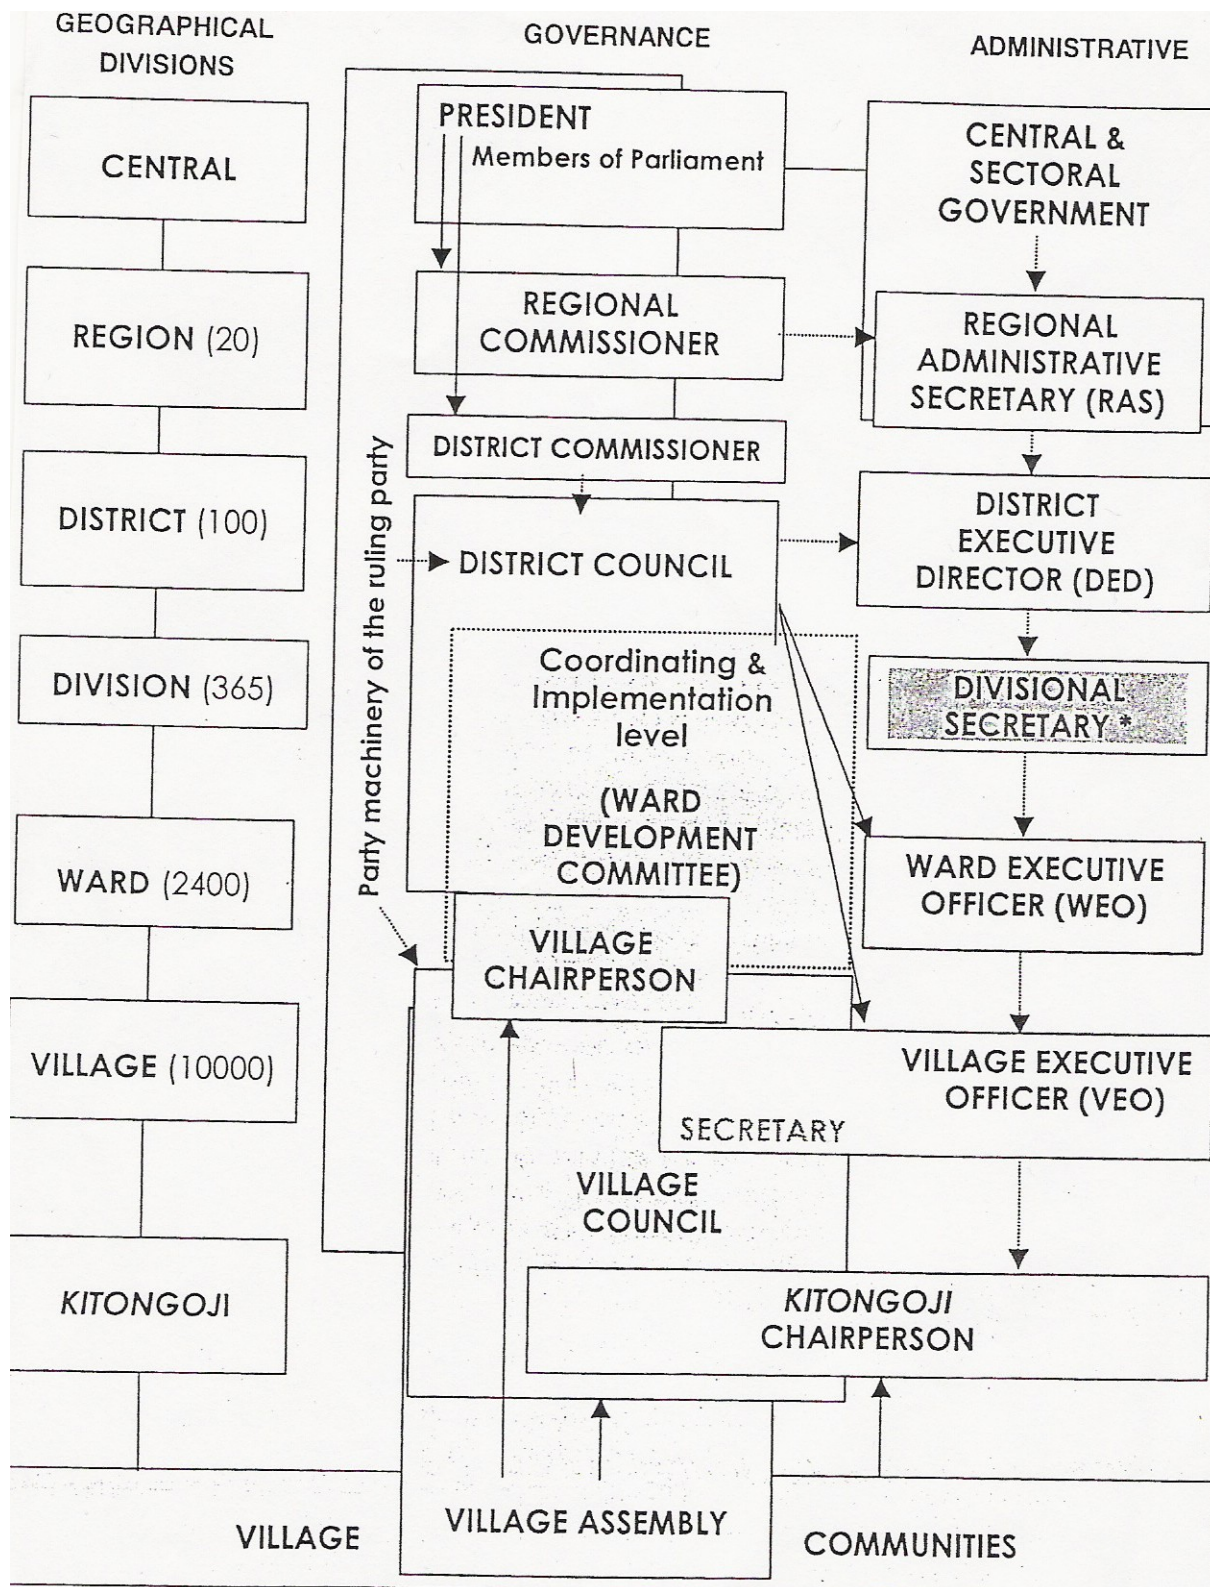 GEOGRAPHICAL
DIVISIONS
CENTRAL
REGION (20)
DISTRICT (100)
DIVISION (365)
WARD (2400)
VILLAGE (10000)
KITONGOJI
GOVERNANCE
PRESIDENT
Members of Parliament
REGIONAL
COMMISSIONER
DISTRICT COMMISSIONER
DISTRICT COUNCIL
Party machinery of the ruling party
Coordinating &
Implementation
level
(WARD
DEVELOPMENT
COMMITTEE)
VILLAGE
CHAIRPERSON
VILLAGE
COUNCIL
ADMINISTRATIVE
CENTRAL &
SECTORAL
GOVERNMENT
REGIONAL
ADMINISTRATIVE
SECRETARY (RAS)
DISTRICT
EXECUTIVE
DIRECTOR (DED)
DIVISIONAL
SECRETARY *
WARD EXECUTIVE
OFFICER (WEO)
VILLAGE EXECUTIVE
OFFICER (VEO)
SECRETARY
KITONGOJI
CHAIRPERSON
VILLAGE
VILLAGE ASSEMBLY
COMMUNITIES